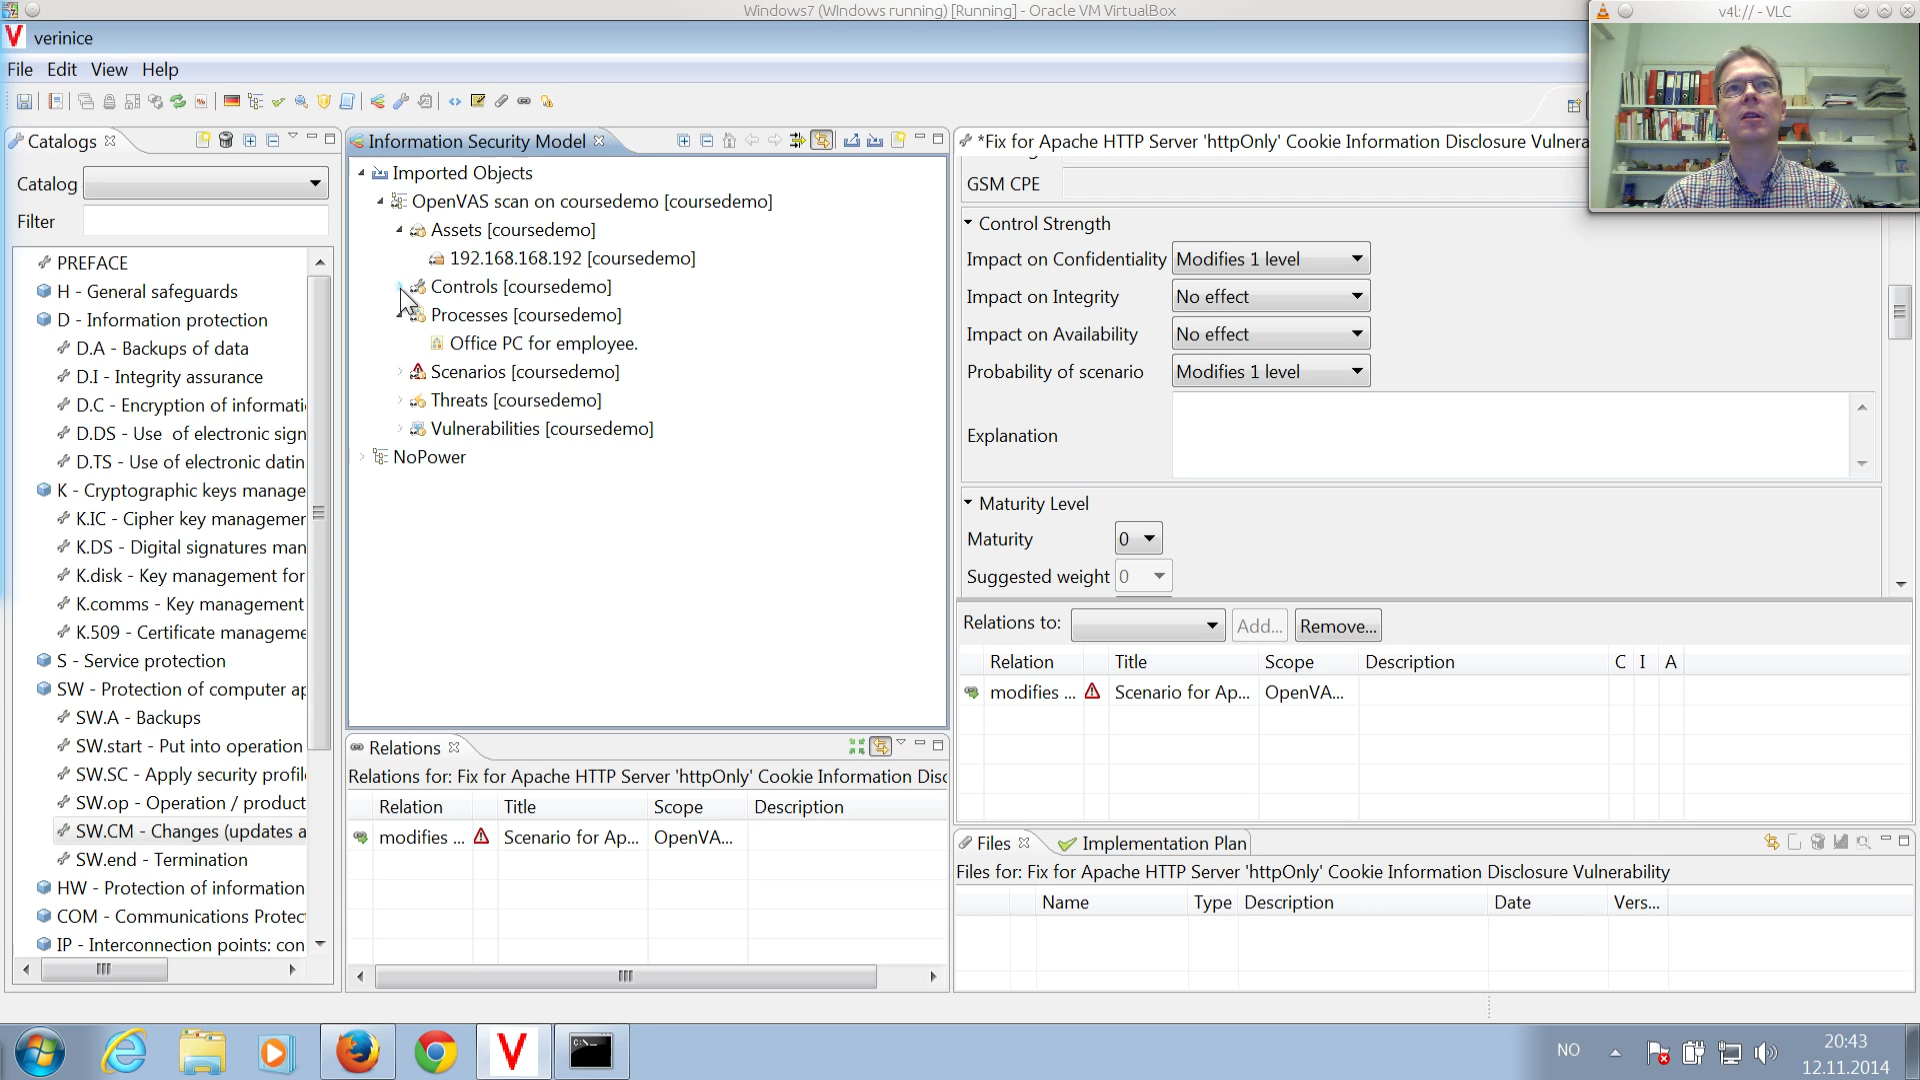 Windows7 (WIndows running) [Running] - Oracle VM VirtualBox
v4l:// - VLC
verinice
File Edit View Help
Catalogs
Catalog
Filter
PREFACE
H - General safeguards
D - Information protection
D.A - Backups of data
D.I - Integrity assurance
D.C - Encryption of informati
D.DS - Use of electronic sign
D.TS - Use of electronic datin
K - Cryptographic keys manage
K.IC - Cipher key managemer
K.DS - Digital signatures man
K.disk - Key management for
K.comms - Key management
K.509 - Certificate manageme
S - Service protection
SW - Protection of computer ap
SW.A - Backups
SW.start - Put into operation
SW.SC - Apply security profil
SW.op - Operation / product
SW.CM - Changes (updates a
SW.end - Termination
HW - Protection of information
COM - Communications Protec
IP - Interconnection points: con
Information Security Model
Imported Objects
OpenVAS scan on coursedemo [coursedemo]
Assets [coursedemo]
192.168.168.192 [coursedemo]
Controls [coursedemo]
Processes [coursedemo]
Office PC for employee.
Scenarios [coursedemo]
Threats [coursedemo]
Vulnerabilities [coursedemo]
NoPower
Relations
Relations for: Fix for Apache HTTP Server 'httpOnly' Cookie Information Disc
Relation Title Scope Description
modifies ... Scenario for Ap... OpenVA...
*Fix for Apache HTTP Server 'httpOnly' Cookie Information Disclosure Vulnera
GSM CPE
Control Strength
Impact on Confidentiality Modifies 1 level
Impact on Integrity No effect
Impact on Availability No effect
Probability of scenario Modifies 1 level
Explanation
Maturity Level
Maturity 0
Suggested weight 0
Relations to: Add... Remove...
Relation Title Scope Description C I A
modifies ... Scenario for Ap... OpenVA...
Files Implementation Plan
Files for: Fix for Apache HTTP Server 'httpOnly' Cookie Information Disclosure Vulnerability
Name Type Description Date Vers...
NO
20:43
12.11.2014